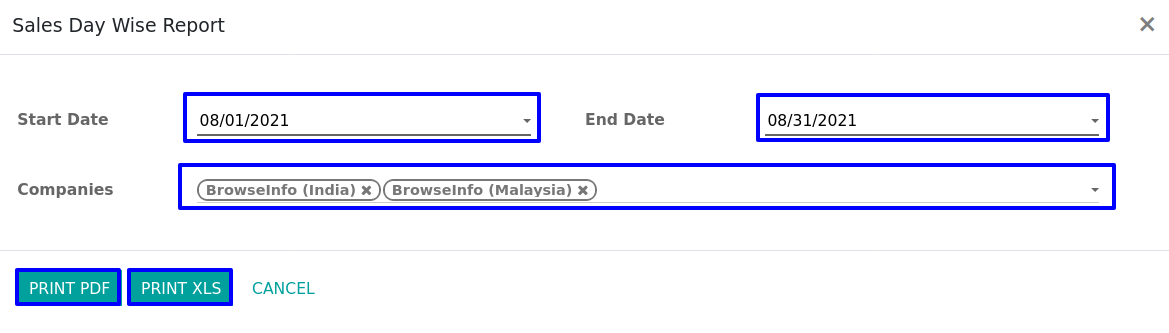 Sales Day Wise Report ×
Start Date 08/01/2021 End Date 08/31/2021
Companies BrowseInfo (India) × BrowseInfo (Malaysia) ×
PRINT PDF PRINT XLS CANCEL